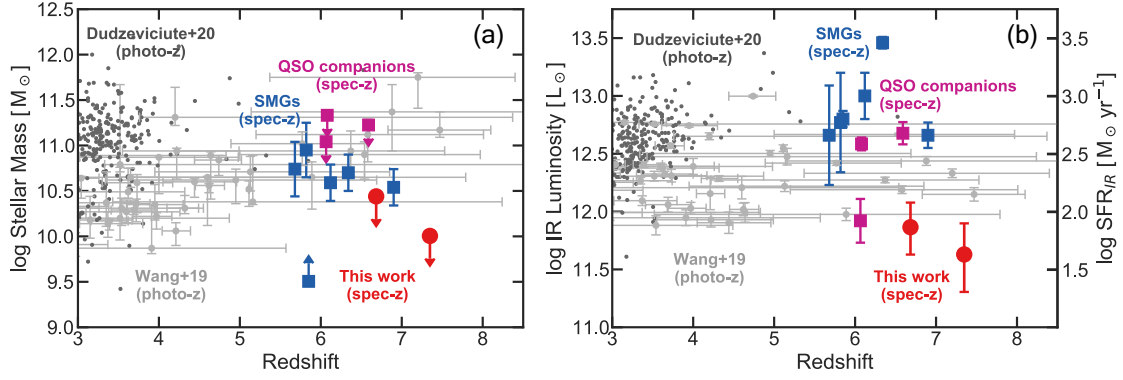 (a)
Dudzeviciute+20
(photo-z)
QSO companions
(spec-z)
SMGs
(spec-z)
Wang+19
(photo-z)
This work
(spec-z)
log Stellar Mass [M⊙]
12.5
12.0
11.5
11.0
10.5
10.0
9.5
9.0
3 4 5 6 7 8
Redshift
(b)
Dudzeviciute+20
(photo-z)
SMGs
(spec-z)
QSO companions
(spec-z)
Wang+19
(photo-z)
This work
(spec-z)
log IR Luminosity [L⊙]
13.5
13.0
12.5
12.0
11.5
11.0
3 4 5 6 7 8
Redshift
3.5
3.0
2.5
2.0
1.5
log SFR_IR [M⊙ yr⁻¹]